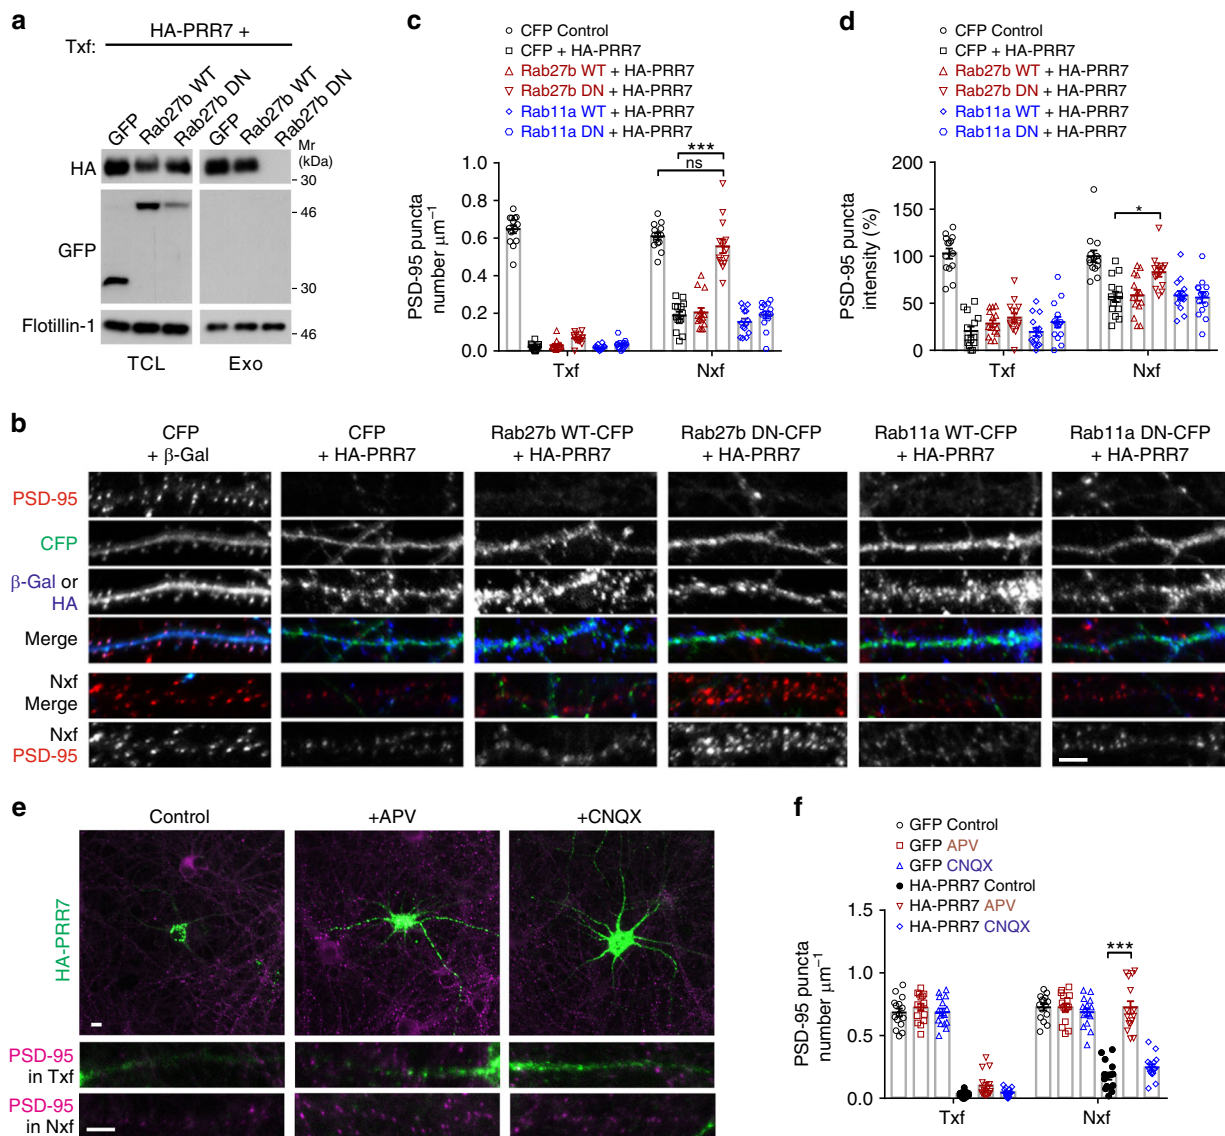 a
HA-PRR7 +
Txf:
GFP
Rab27b WT
Rab27b DN
GFP
Rab27b WT
Rab27b DN
Mr
(kDa)
HA
- 30
- 46
GFP
- 30
Flotillin-1
- 46
TCL
Exo
c
CFP Control
CFP + HA-PRR7
Rab27b WT + HA-PRR7
Rab27b DN + HA-PRR7
Rab11a WT + HA-PRR7
Rab11a DN + HA-PRR7
PSD-95 puncta
number μm⁻¹
1.0
0.8
0.6
0.4
0.2
0.0
***
ns
Txf
Nxf
d
CFP Control
CFP + HA-PRR7
Rab27b WT + HA-PRR7
Rab27b DN + HA-PRR7
Rab11a WT + HA-PRR7
Rab11a DN + HA-PRR7
PSD-95 puncta
intensity (%)
200
150
100
50
0
*
Txf
Nxf
b
CFP
+ β-Gal
CFP
+ HA-PRR7
Rab27b WT-CFP
+ HA-PRR7
Rab27b DN-CFP
+ HA-PRR7
Rab11a WT-CFP
+ HA-PRR7
Rab11a DN-CFP
+ HA-PRR7
PSD-95
CFP
β-Gal or
HA
Merge
Nxf
Merge
Nxf
PSD-95
e
Control
+APV
+CNQX
HA-PRR7
PSD-95
in Txf
PSD-95
in Nxf
f
GFP Control
GFP APV
GFP CNQX
HA-PRR7 Control
HA-PRR7 APV
HA-PRR7 CNQX
PSD-95 puncta
number μm⁻¹
1.5
1.0
0.5
0.0
***
Txf
Nxf